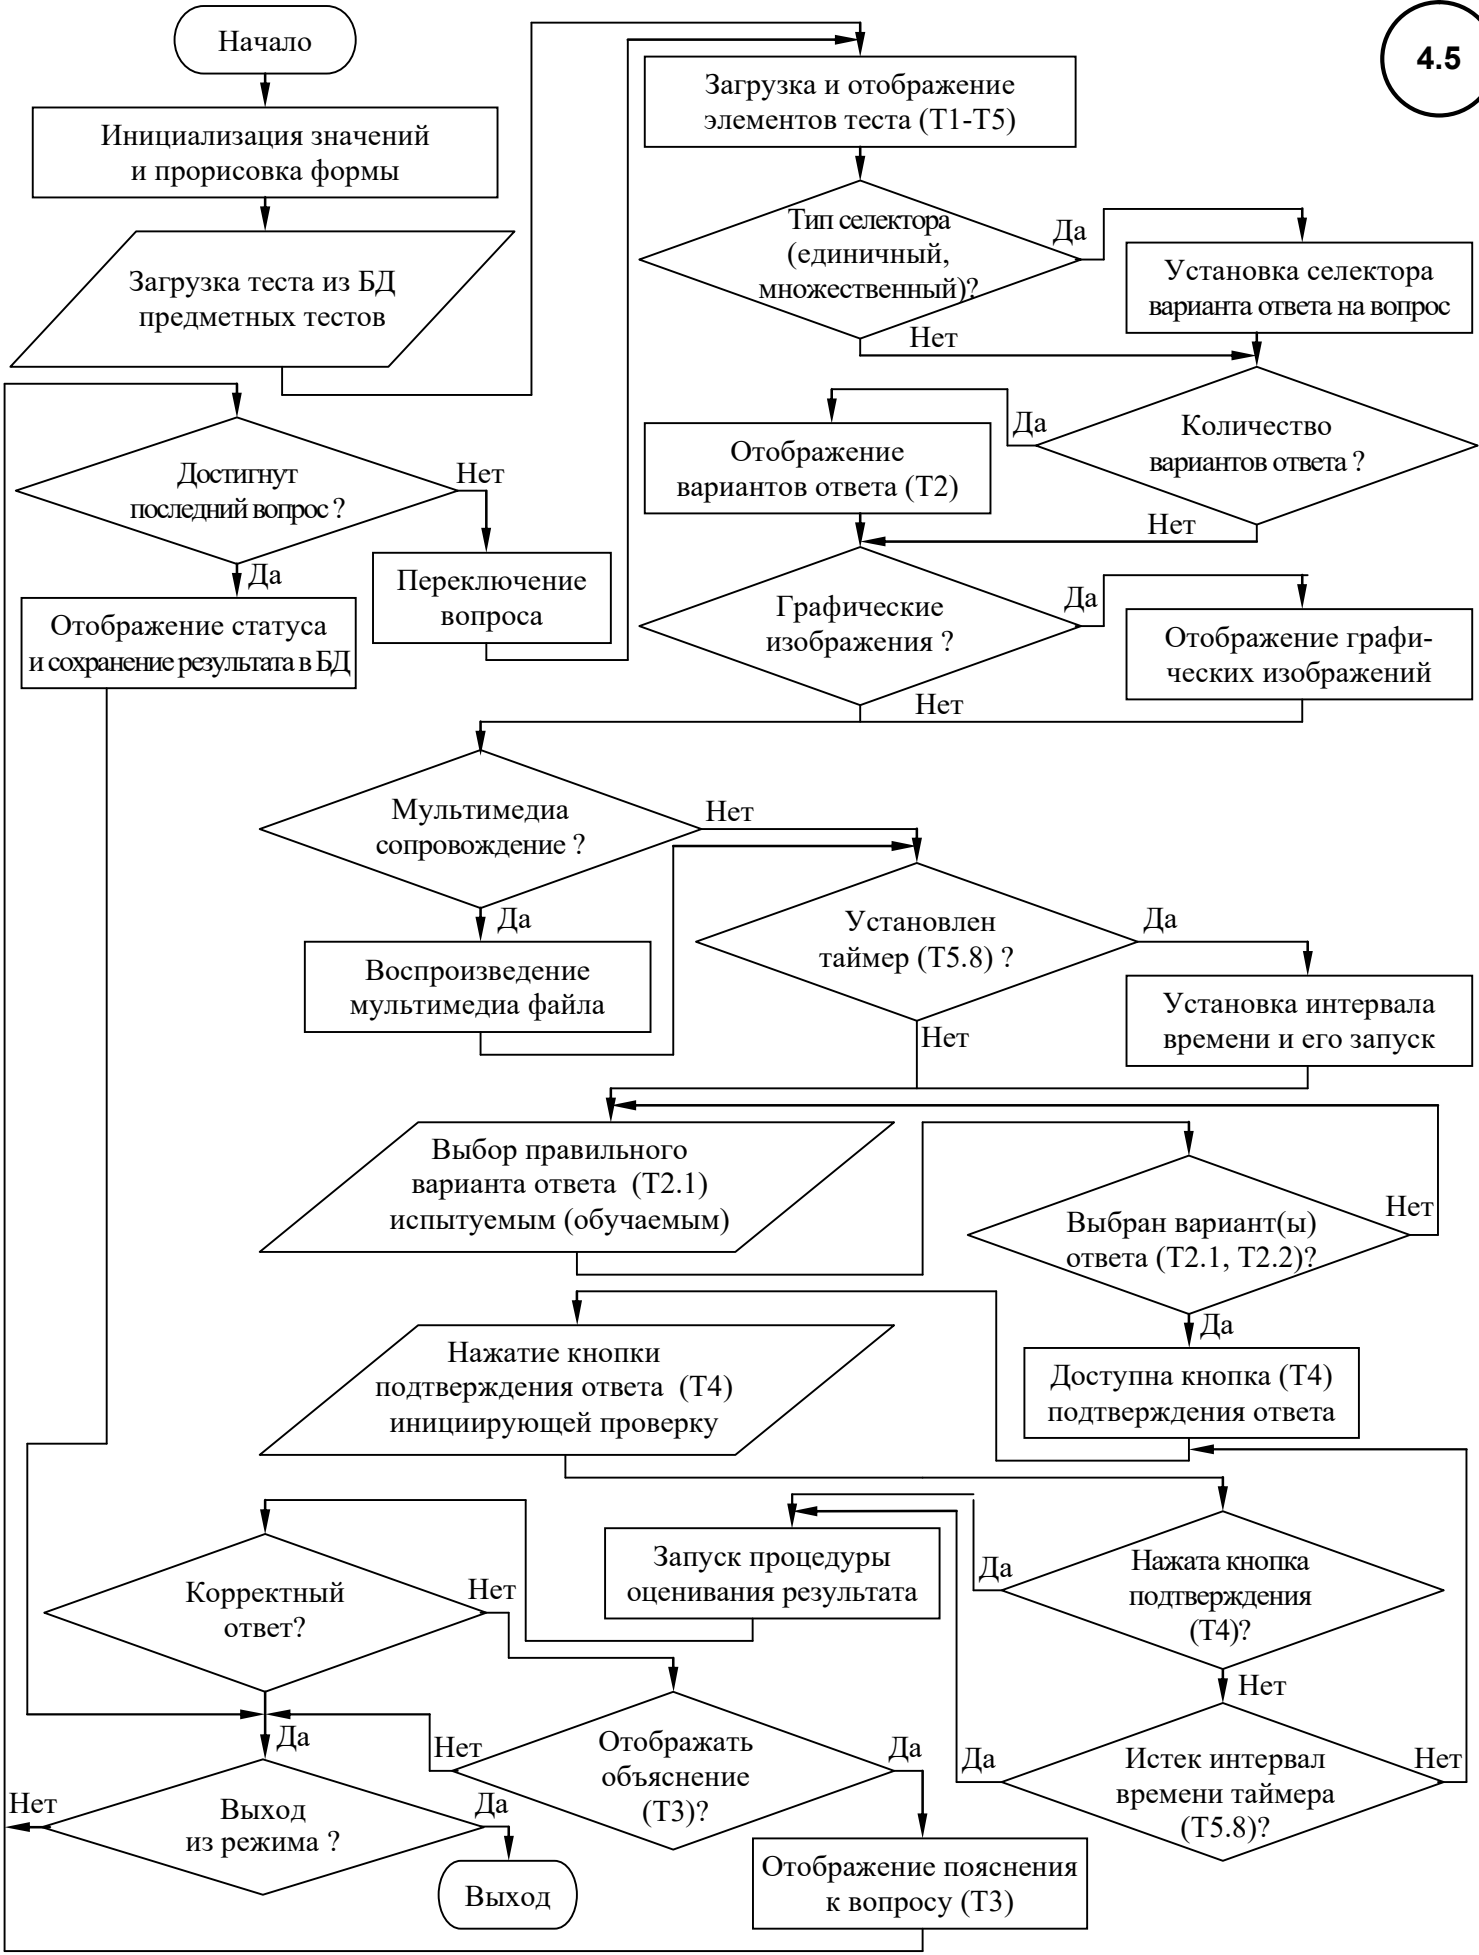 Начало
4.5
Загрузка и отображение
элементов теста (Т1-Т5)
Инициализация значений
и прорисовка формы
Тип селектора
(единичный,
множественный)?
Да
Нет
Установка селектора
варианта ответа на вопрос
Загрузка теста из БД
предметных тестов
Количество
вариантов ответа ?
Да
Нет
Отображение
вариантов ответа (Т2)
Достигнут
последний вопрос ?
Нет
Да
Переключение
вопроса
Отображение статуса
и сохранение результата в БД
Графические
изображения ?
Да
Нет
Отображение графи-
ческих изображений
Мультимедиа
сопровождение ?
Нет
Да
Воспроизведение
мультимедиа файла
Установлен
таймер (Т5.8) ?
Да
Нет
Установка интервала
времени и его запуск
Выбор правильного
варианта ответа (Т2.1)
испытуемым (обучаемым)
Выбран вариант(ы)
ответа (Т2.1, Т2.2)?
Нет
Да
Доступна кнопка (Т4)
подтверждения ответа
Нажатие кнопки
подтверждения ответа (Т4)
инициирующей проверку
Нажата кнопка
подтверждения
(Т4)?
Да
Нет
Запуск процедуры
оценивания результата
Корректный
ответ?
Нет
Да
Отображать
объяснение
(Т3)?
Нет
Да
Истек интервал
времени таймера
(Т5.8)?
Да
Нет
Выход
из режима ?
Нет
Да
Выход
Отображение пояснения
к вопросу (Т3)